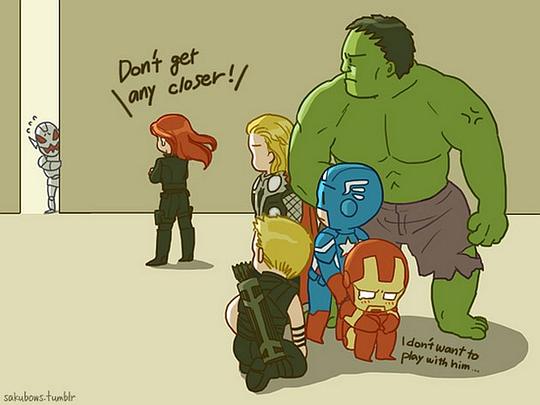 Don't get
any closer!
I don't want to
play with him...
sakubows.tumblr